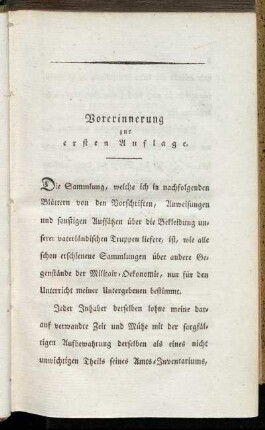 Vorerinnerung
zur
ersten Auflage.
Die Sammlung, welche ich in nachfolgenden
Blättern von den Vorschriften, Anweisungen
und sonstigen Aufsätzen über die Bekleidung un-
serer vaterländischen Truppen liefere, ist, wie alle
schon erschienene Sammlungen über andere Ge-
genstände der Militair-Oekonomie, nur für den
Unterricht meiner Untergebenen bestimmt.
Jeder Inhaber derselben lohne meine dar-
auf verwandte Zeit und Mühe mit der sorgfäl-
tigen Aufbewahrung derselben als eines nicht
unwichtigen Theils seines Amts-Inventariums,